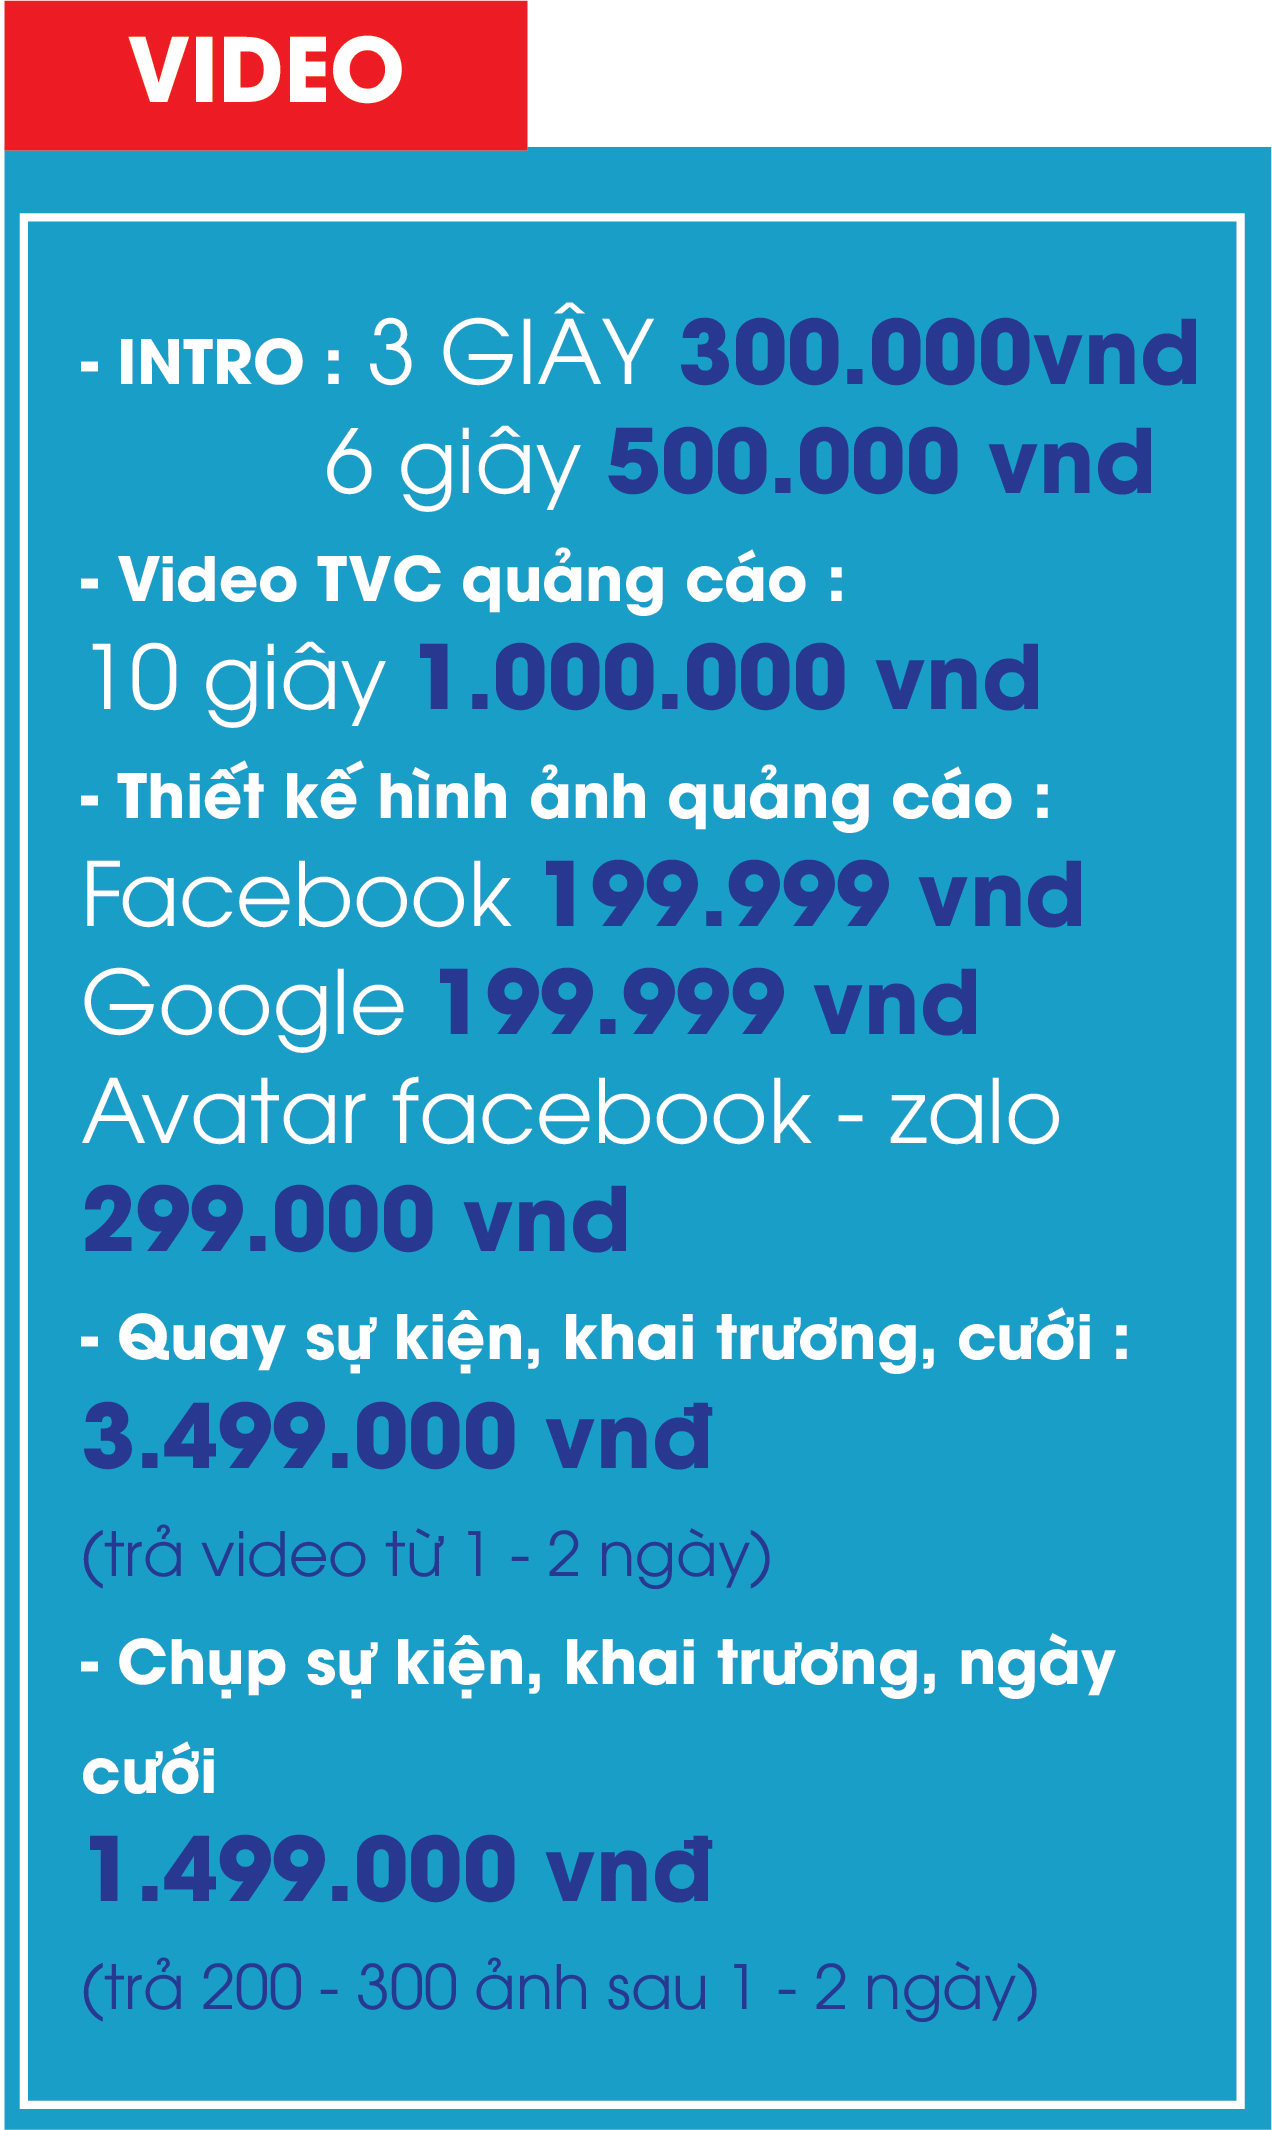 VIDEO
- INTRO : 3 GIÂY 300.000vnd
6 giây 500.000 vnd
- Video TVC quảng cáo :
10 giây 1.000.000 vnd
- Thiết kế hình ảnh quảng cáo :
Facebook 199.999 vnd
Google 199.999 vnd
Avatar facebook - zalo
299.000 vnd
- Quay sự kiện, khai trương, cưới :
3.499.000 vnđ
(trả video từ 1 - 2 ngày)
- Chụp sự kiện, khai trương, ngày
cưới
1.499.000 vnđ
(trả 200 - 300 ảnh sau 1 - 2 ngày)